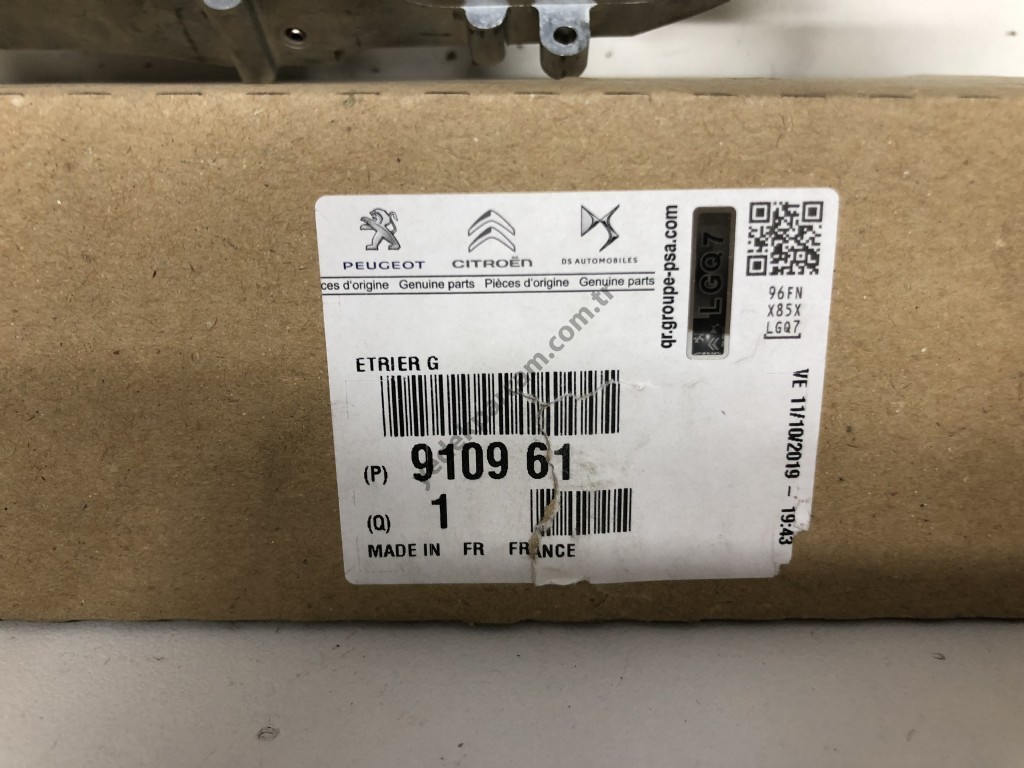 PEUGEOT CITROËN DS AUTOMOBILES
ces d'origine Genuine parts Pièces d'origine Genuine parts
qr.groupe-psa.com
LGQ7
96FN
X85X
LGQ7
VE 11/10/2019 - 19:43
ETRIER G
(P) 9109 61
(Q) 1
MADE IN FR FRANCE